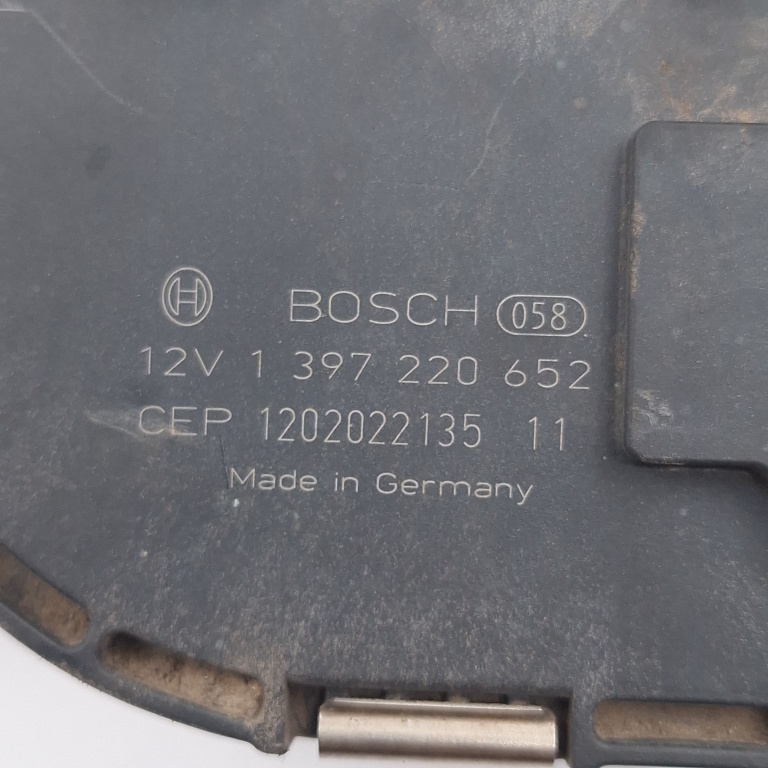 BOSCH 058
12V 1 397 220 652
CEP 1202022135 11
Made in Germany